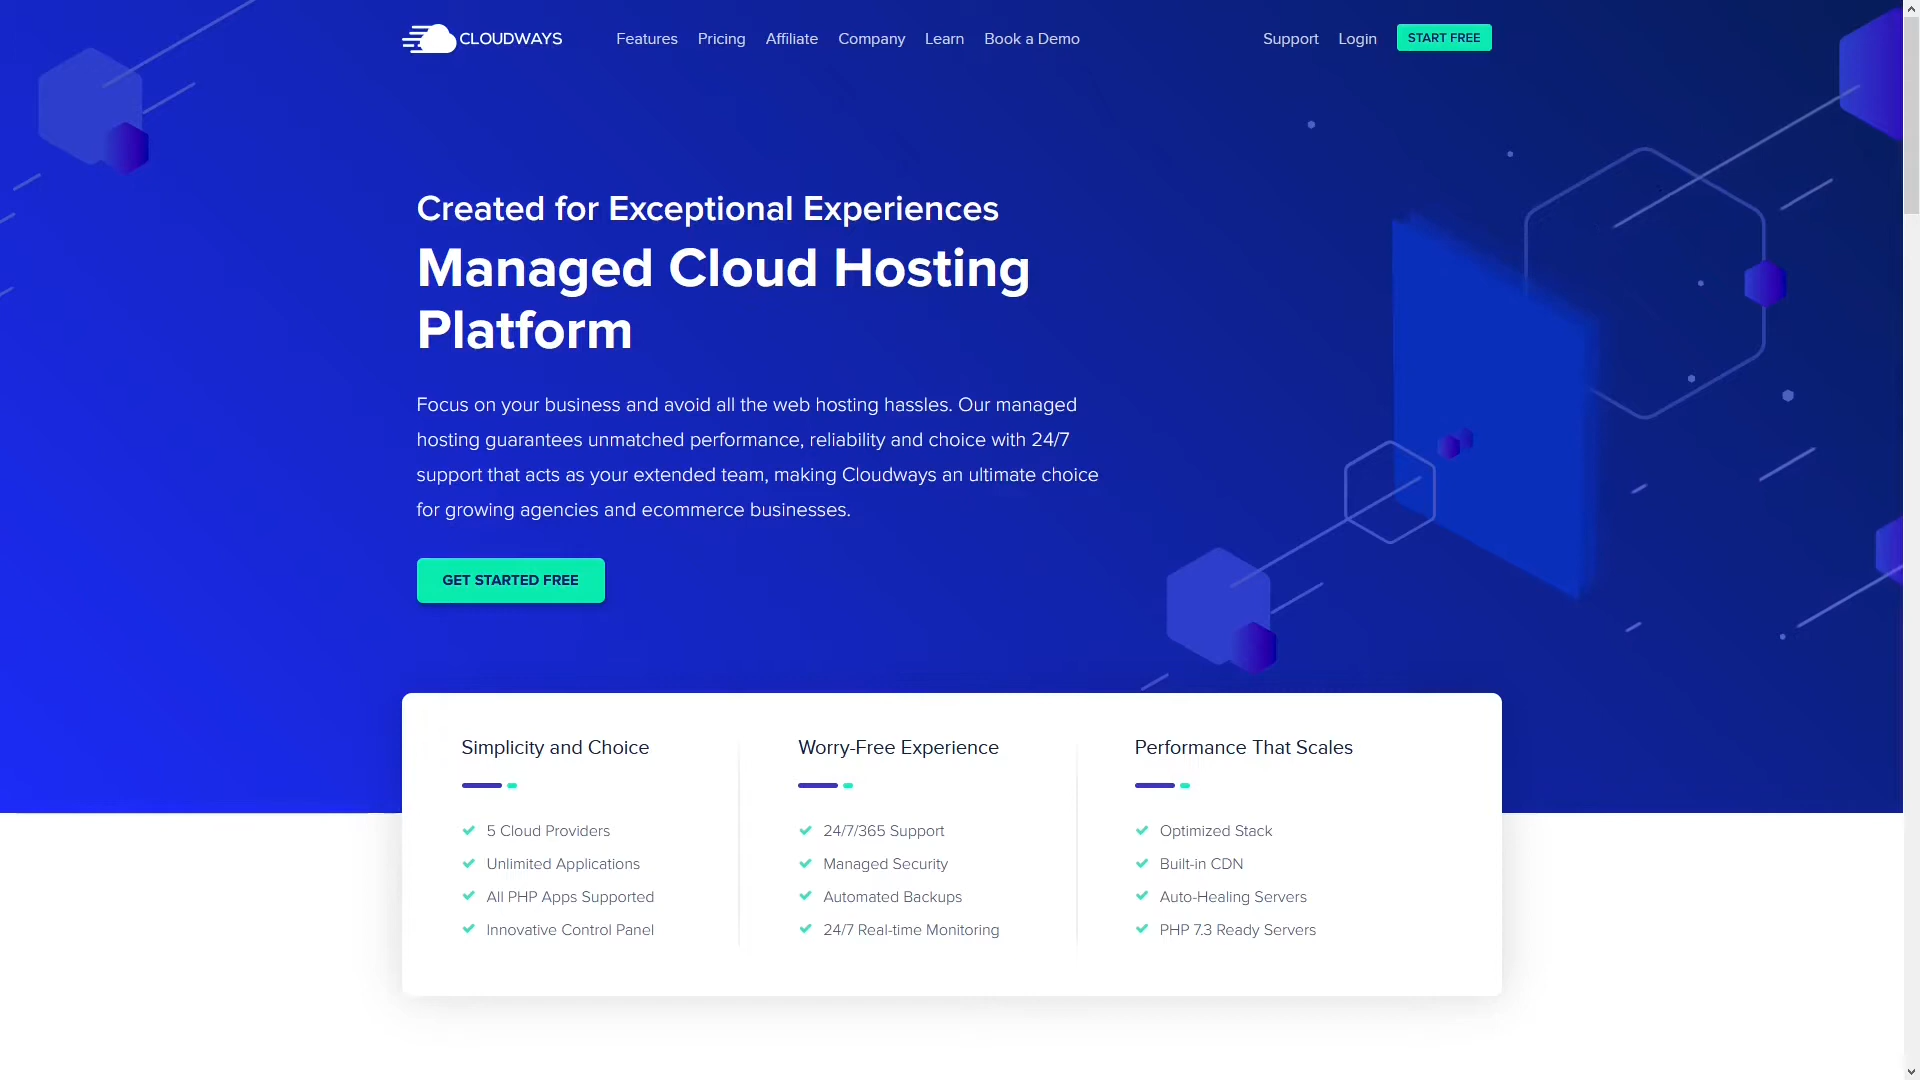 CLOUDWAYS
Features
Pricing
Affiliate
Company
Learn
Book a Demo
Support
Login
START FREE
Created for Exceptional Experiences
Managed Cloud Hosting
Platform
Focus on your business and avoid all the web hosting hassles. Our managed
hosting guarantees unmatched performance, reliability and choice with 24/7
support that acts as your extended team, making Cloudways an ultimate choice
for growing agencies and ecommerce businesses.
GET STARTED FREE
Simplicity and Choice
5 Cloud Providers
Unlimited Applications
All PHP Apps Supported
Innovative Control Panel
Worry-Free Experience
24/7/365 Support
Managed Security
Automated Backups
24/7 Real-time Monitoring
Performance That Scales
Optimized Stack
Built-in CDN
Auto-Healing Servers
PHP 7.3 Ready Servers